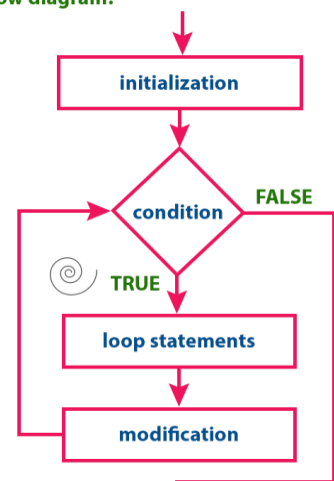 ow diagram:
initialization
condition
FALSE
TRUE
loop statements
modification